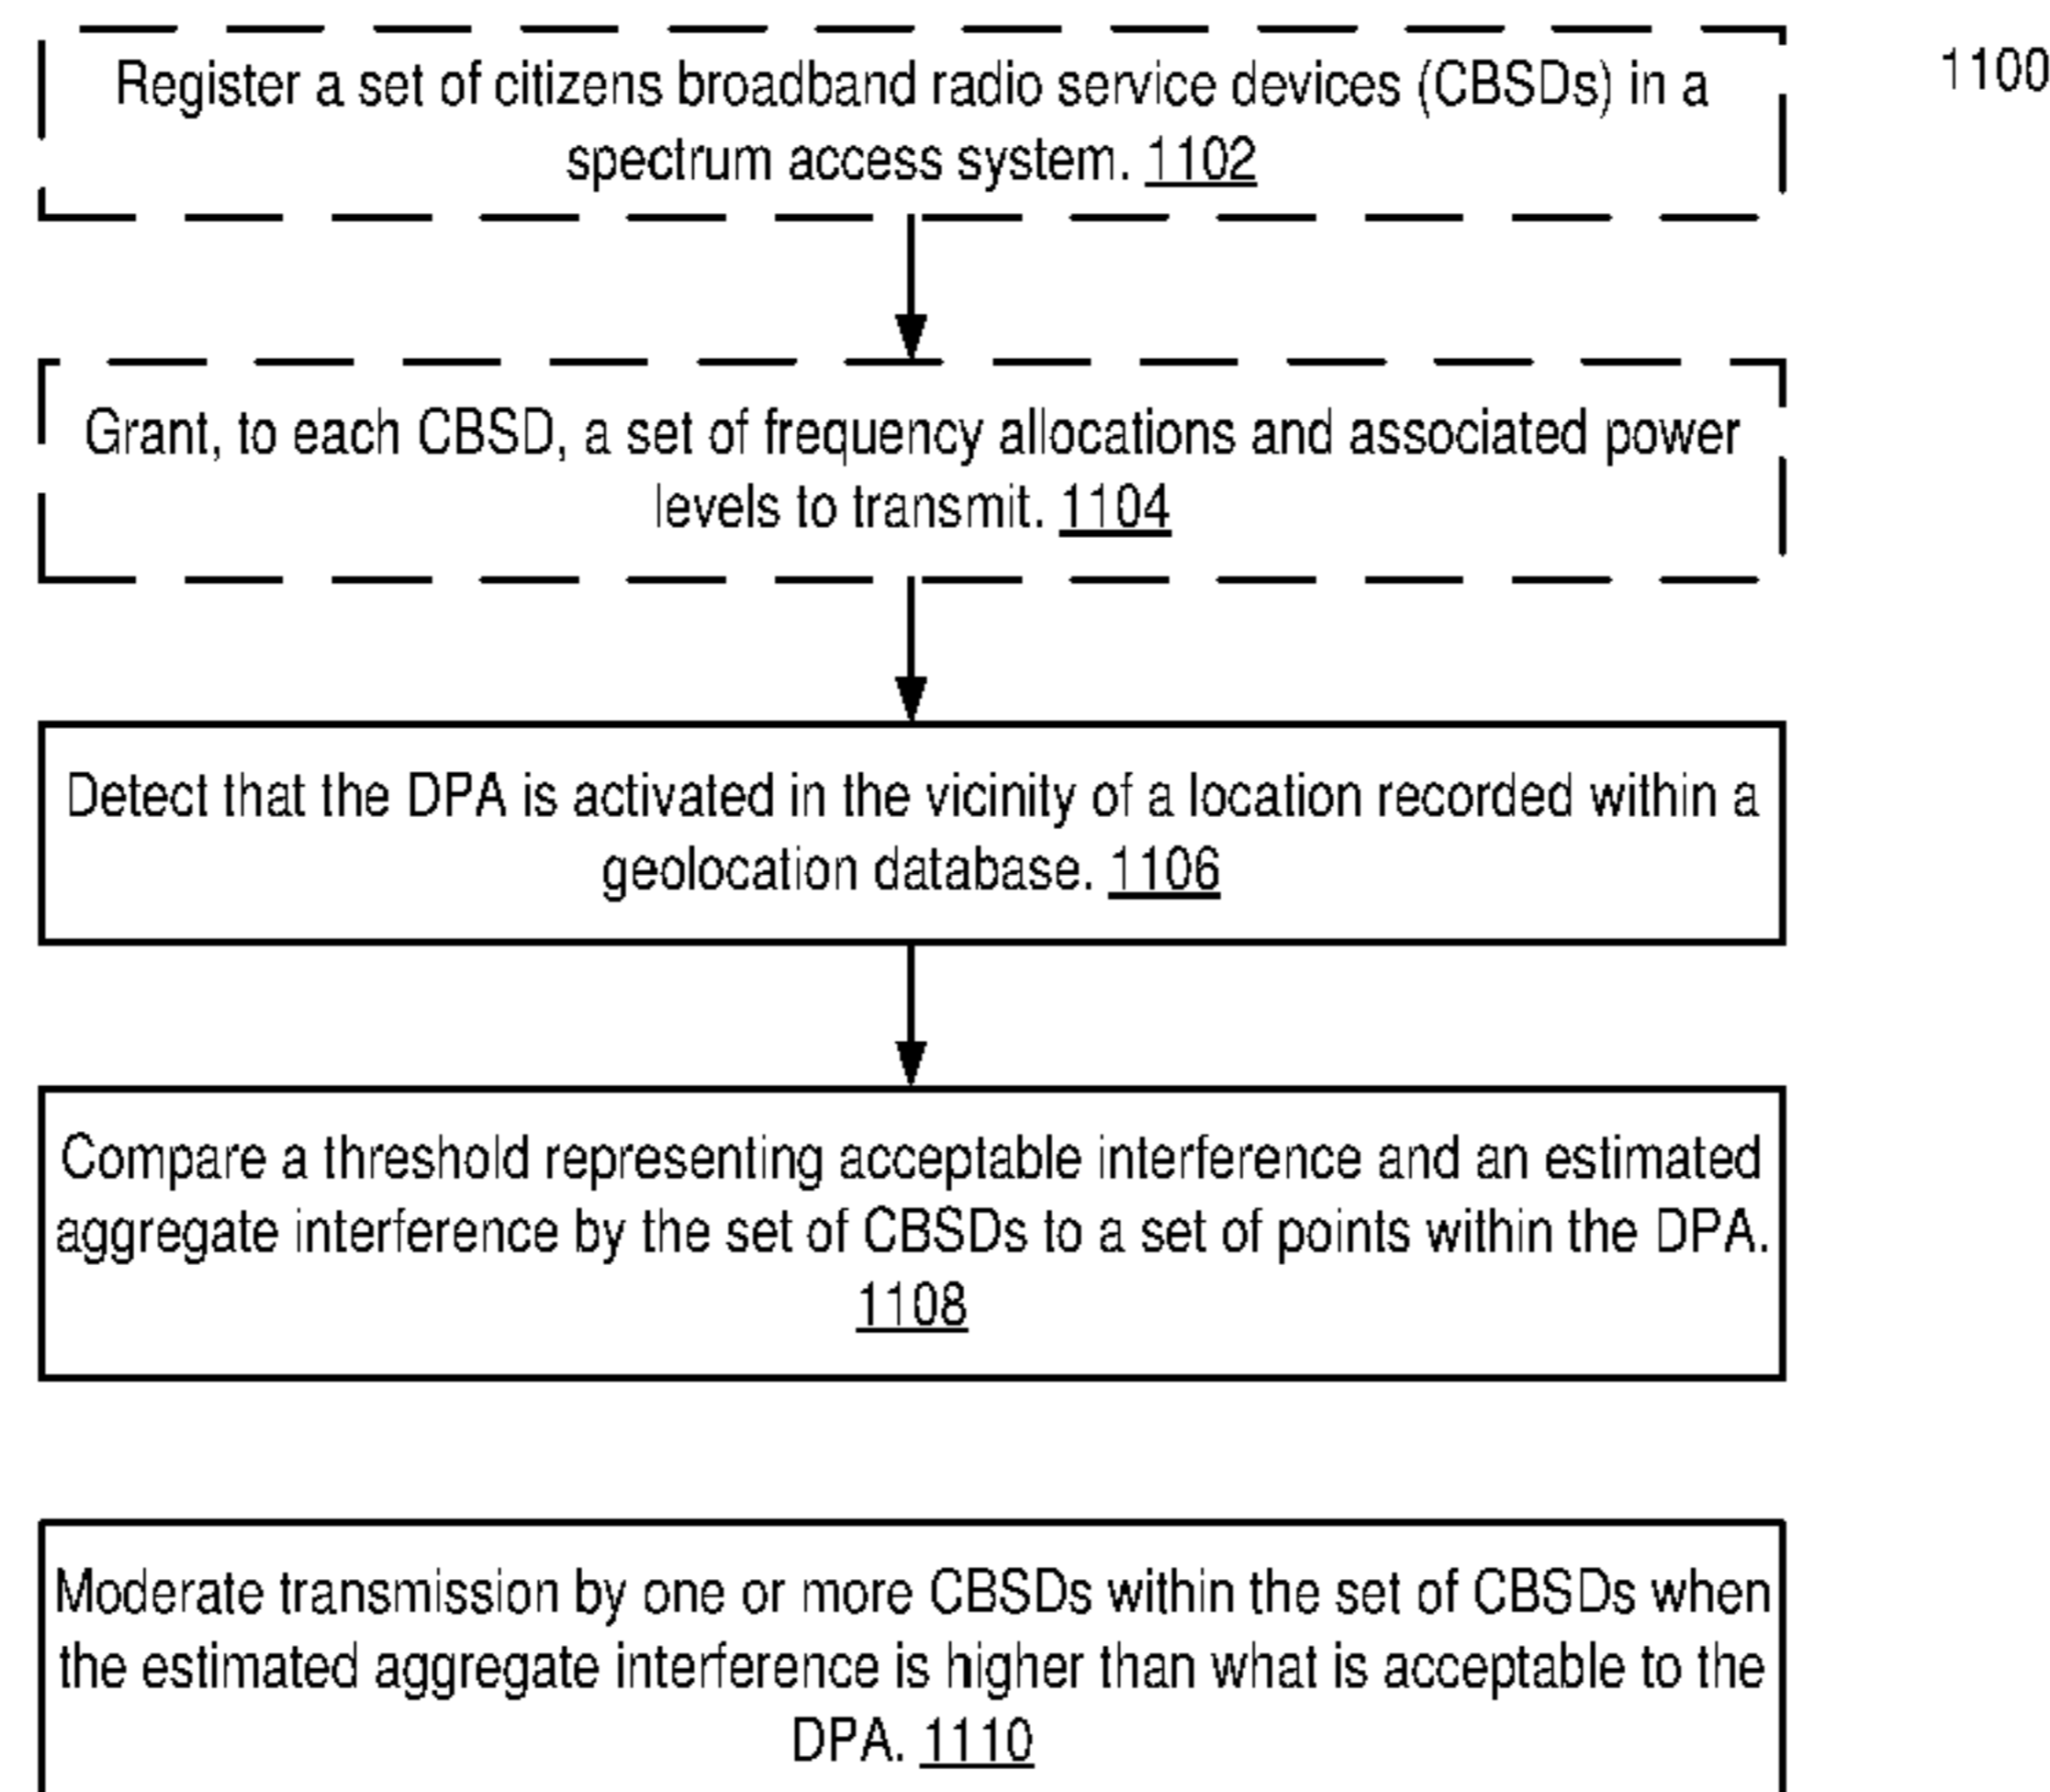 Register a set of citizens broadband radio service devices (CBSDs) in a
spectrum access system. 1102
1100
Grant, to each CBSD, a set of frequency allocations and associated power
levels to transmit. 1104
Detect that the DPA is activated in the vicinity of a location recorded within a
geolocation database. 1106
Compare a threshold representing acceptable interference and an estimated
aggregate interference by the set of CBSDs to a set of points within the DPA.
1108
Moderate transmission by one or more CBSDs within the set of CBSDs when
the estimated aggregate interference is higher than what is acceptable to the
DPA. 1110